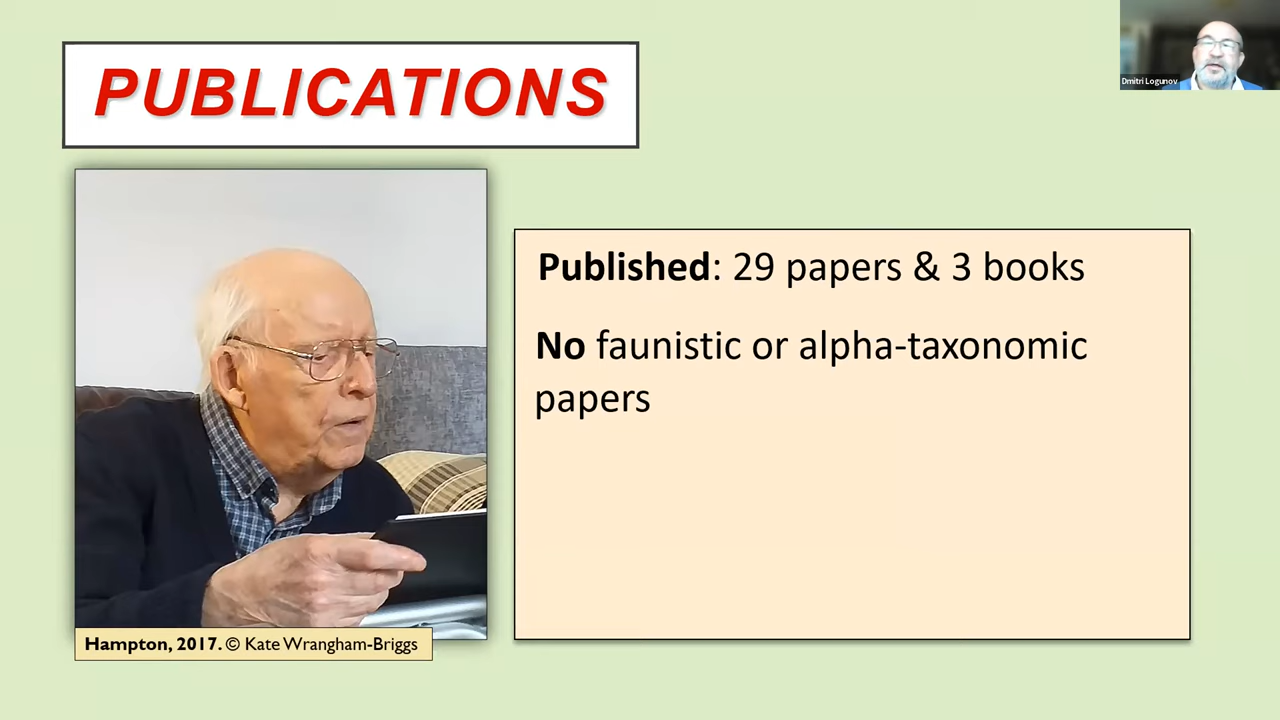 PUBLICATIONS
Dmitri Logunov
Published: 29 papers & 3 books
No faunistic or alpha-taxonomic
papers
Hampton, 2017. © Kate Wrangham-Briggs